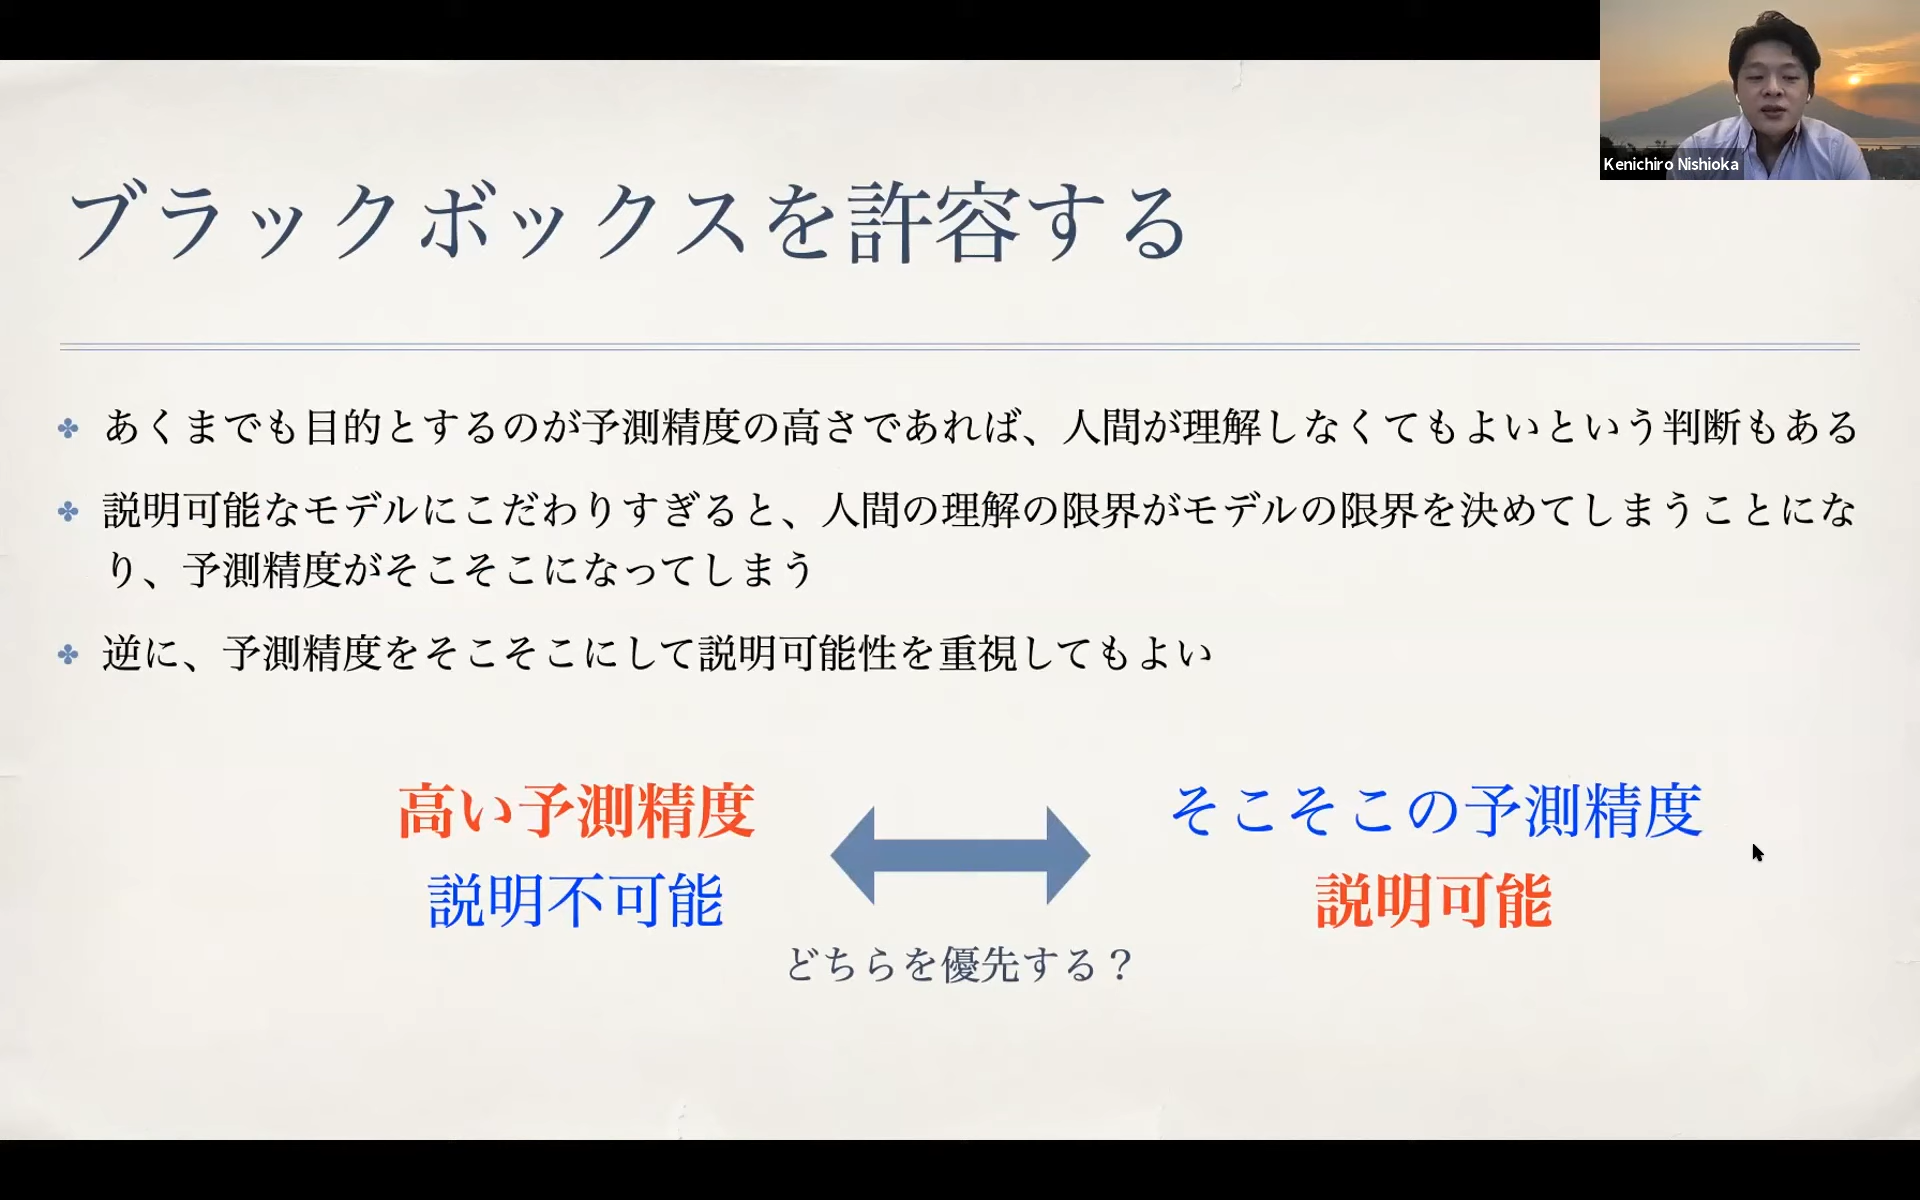 Kenichiro Nishioka
ブラックボックスを許容する
あくまでも目的とするのが予測精度の高さであれば、人間が理解しなくてもよいという判断もある
説明可能なモデルにこだわりすぎると、人間の理解の限界がモデルの限界を決めてしまうことにな
り、予測精度がそこそこになってしまう
逆に、予測精度をそこそこにして説明可能性を重視してもよい
高い予測精度
説明不可能
そこそこの予測精度
説明可能
どちらを優先する？